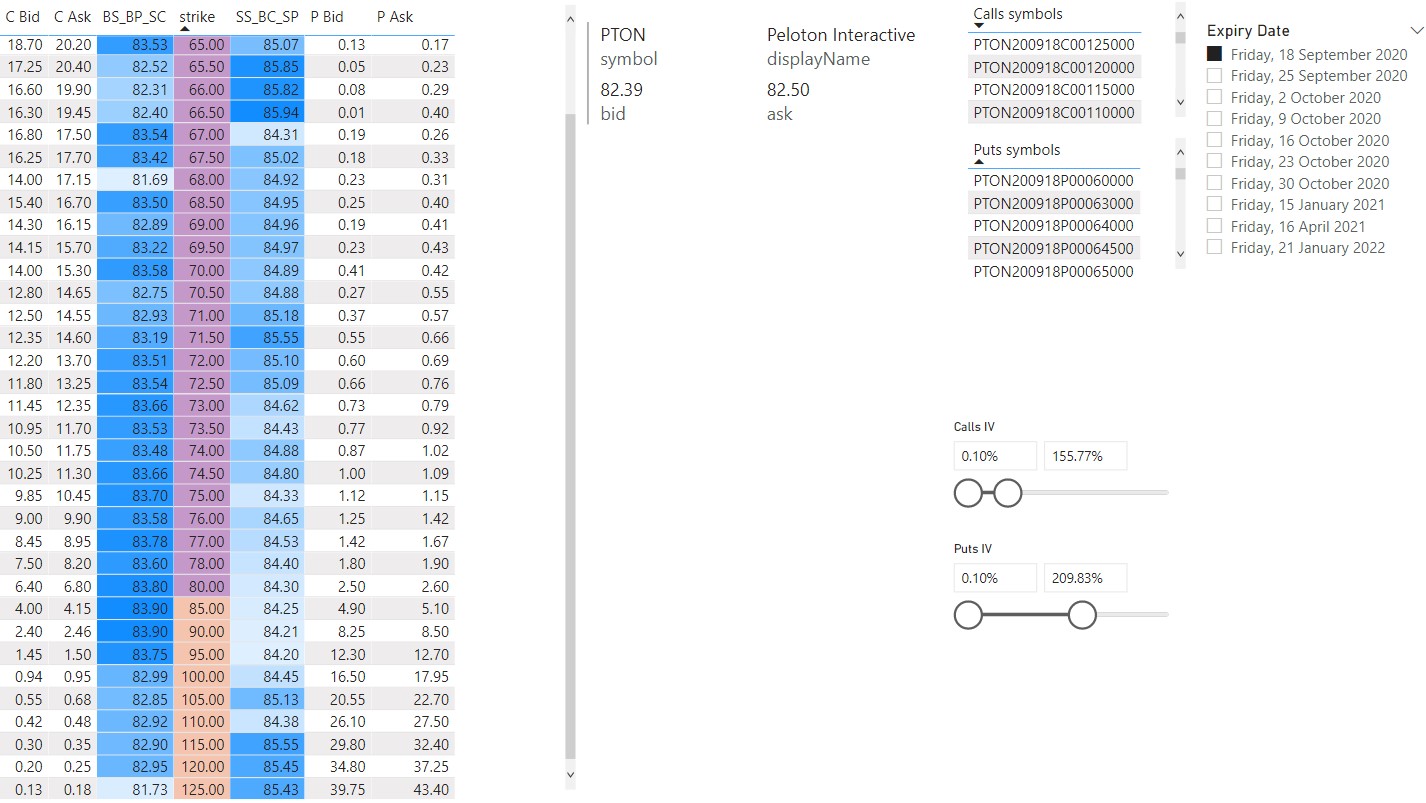 C Bid C Ask BS_BP_SC strike SS_BC_SP P Bid P Ask
18.70 20.20 83.53 65.00 85.07 0.13 0.17
17.25 20.40 82.52 65.50 85.85 0.05 0.23
16.60 19.90 82.31 66.00 85.82 0.08 0.29
16.30 19.45 82.40 66.50 85.94 0.01 0.40
16.80 17.50 83.54 67.00 84.31 0.19 0.26
16.25 17.70 83.42 67.50 85.02 0.18 0.33
14.00 17.15 81.69 68.00 84.92 0.23 0.31
15.40 16.70 83.50 68.50 84.95 0.25 0.40
14.30 16.15 82.89 69.00 84.96 0.19 0.41
14.15 15.70 83.22 69.50 84.97 0.23 0.43
14.00 15.30 83.58 70.00 84.89 0.41 0.42
12.80 14.65 82.75 70.50 84.88 0.27 0.55
12.50 14.55 82.93 71.00 85.18 0.37 0.57
12.35 14.60 83.19 71.50 85.55 0.55 0.66
12.20 13.70 83.51 72.00 85.10 0.60 0.69
11.80 13.25 83.54 72.50 85.09 0.66 0.76
11.45 12.35 83.66 73.00 84.62 0.73 0.79
10.95 11.70 83.53 73.50 84.43 0.77 0.92
10.50 11.75 83.48 74.00 84.88 0.87 1.02
10.25 11.30 83.66 74.50 84.80 1.00 1.09
9.85 10.45 83.70 75.00 84.33 1.12 1.15
9.00 9.90 83.58 76.00 84.65 1.25 1.42
8.45 8.95 83.78 77.00 84.53 1.42 1.67
7.50 8.20 83.60 78.00 84.40 1.80 1.90
6.40 6.80 83.80 80.00 84.30 2.50 2.60
4.00 4.15 83.90 85.00 84.25 4.90 5.10
2.40 2.46 83.90 90.00 84.21 8.25 8.50
1.45 1.50 83.75 95.00 84.20 12.30 12.70
0.94 0.95 82.99 100.00 84.45 16.50 17.95
0.55 0.68 82.85 105.00 85.13 20.55 22.70
0.42 0.48 82.92 110.00 84.38 26.10 27.50
0.30 0.35 82.90 115.00 85.55 29.80 32.40
0.20 0.25 82.95 120.00 85.45 34.80 37.25
0.13 0.18 81.73 125.00 85.43 39.75 43.40
PTON Peloton Interactive
symbol displayName
82.39 82.50
bid ask
Calls symbols
PTON200918C00125000
PTON200918C00120000
PTON200918C00115000
PTON200918C00110000
Puts symbols
PTON200918P00060000
PTON200918P00063000
PTON200918P00064000
PTON200918P00064500
PTON200918P00065000
Expiry Date
Friday, 18 September 2020
Friday, 25 September 2020
Friday, 2 October 2020
Friday, 9 October 2020
Friday, 16 October 2020
Friday, 23 October 2020
Friday, 30 October 2020
Friday, 15 January 2021
Friday, 16 April 2021
Friday, 21 January 2022
Calls IV
0.10% 155.77%
Puts IV
0.10% 209.83%